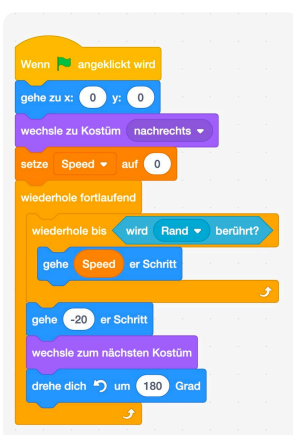 Wenn angeklickt wird
gehe zu x: 0 y: 0
wechsle zu Kostüm nachrechts
setze Speed auf 0
wiederhole fortlaufend
wiederhole bis wird Rand berührt?
gehe Speed er Schritt
gehe -20 er Schritt
wechsle zum nächsten Kostüm
drehe dich um 180 Grad